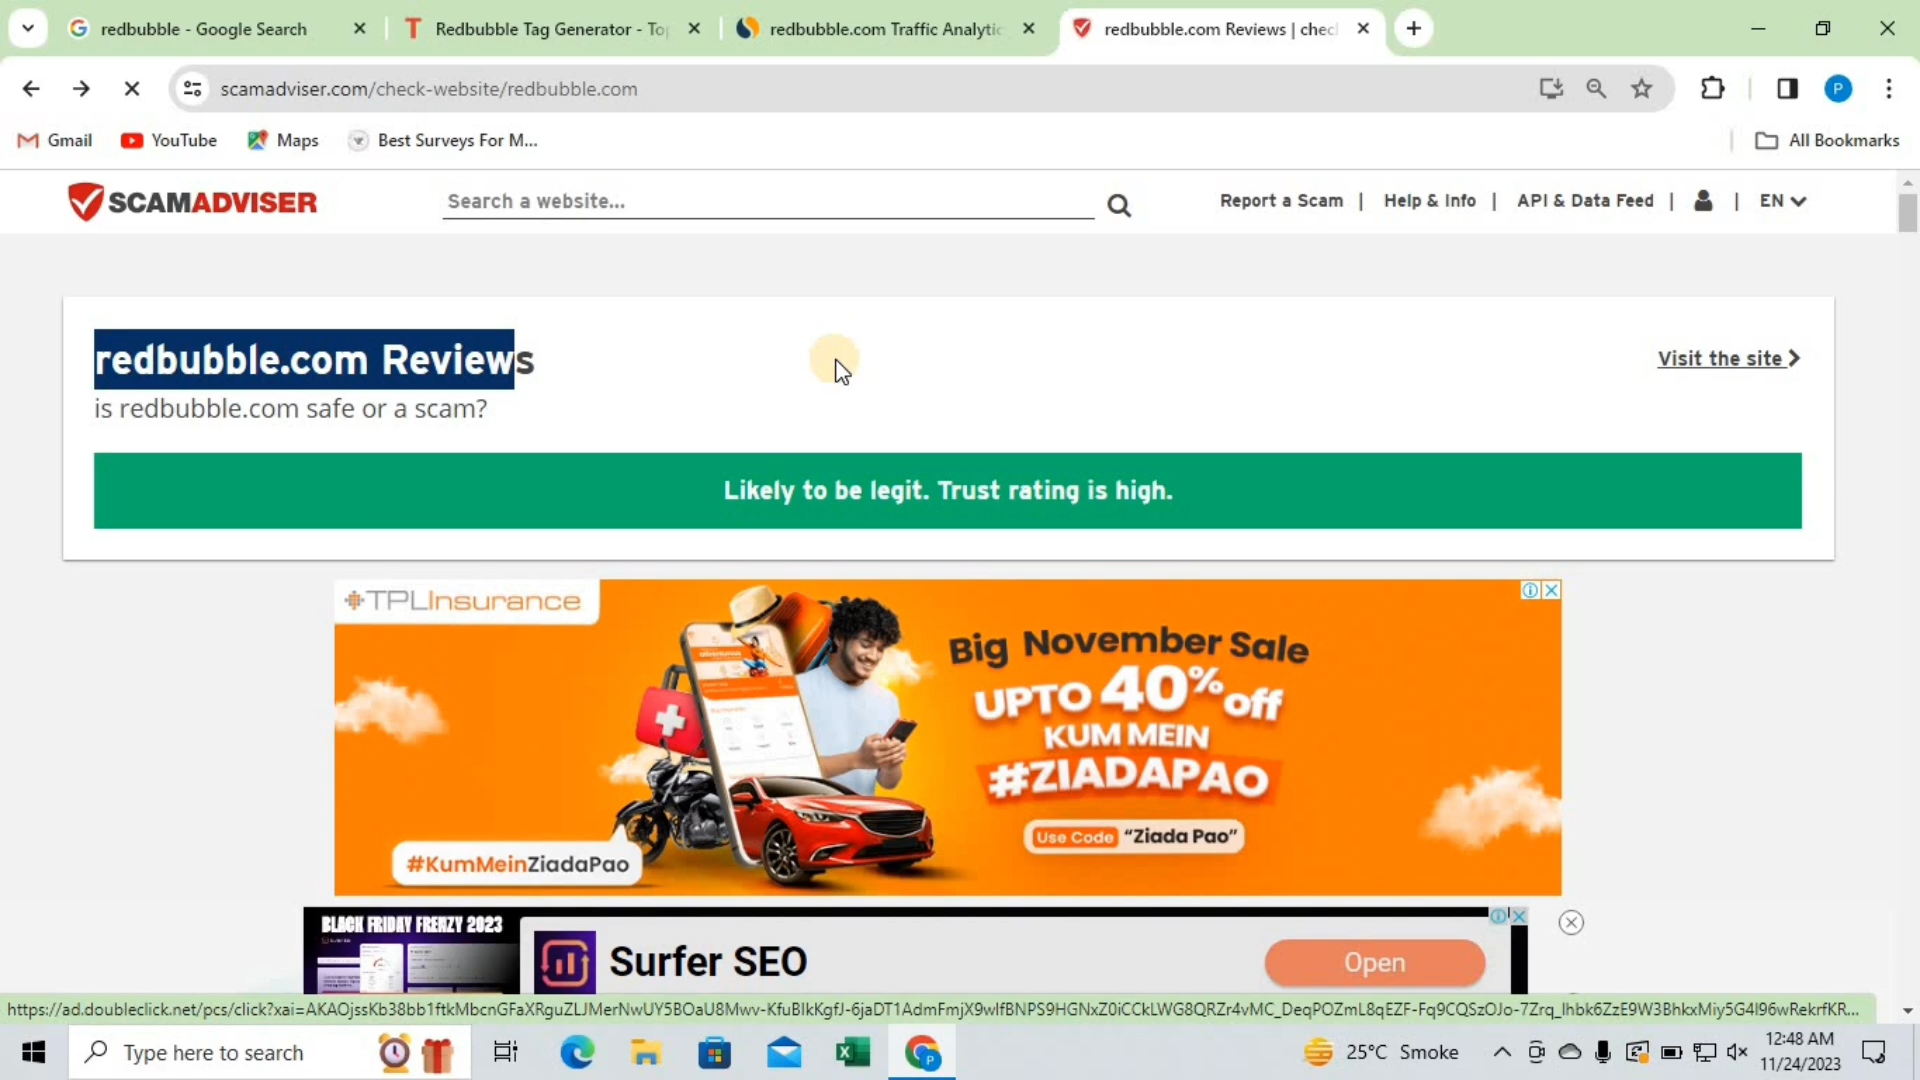 redbubble - Google Search
Redbubble Tag Generator - To
redbubble.com Traffic Analytic
redbubble.com Reviews | chec
scamadviser.com/check-website/redbubble.com
P
Gmail
YouTube
Maps
Best Surveys For M...
All Bookmarks
SCAMADVISER
Search a website...
Report a Scam |
Help & Info |
API & Data Feed |
|
EN
redbubble.com Reviews
Visit the site
is redbubble.com safe or a scam?
Likely to be legit. Trust rating is high.
TPLInsurance
Big November Sale
UPTO 40% off
KUM MEIN
#ZIADAPAO
Use Code "Ziada Pao"
#KumMeinZiadaPao
BLACK FRIDAY FRENZY 2023
Surfer SEO
Open
Type here to search
25°C Smoke
12:48 AM
11/24/2023